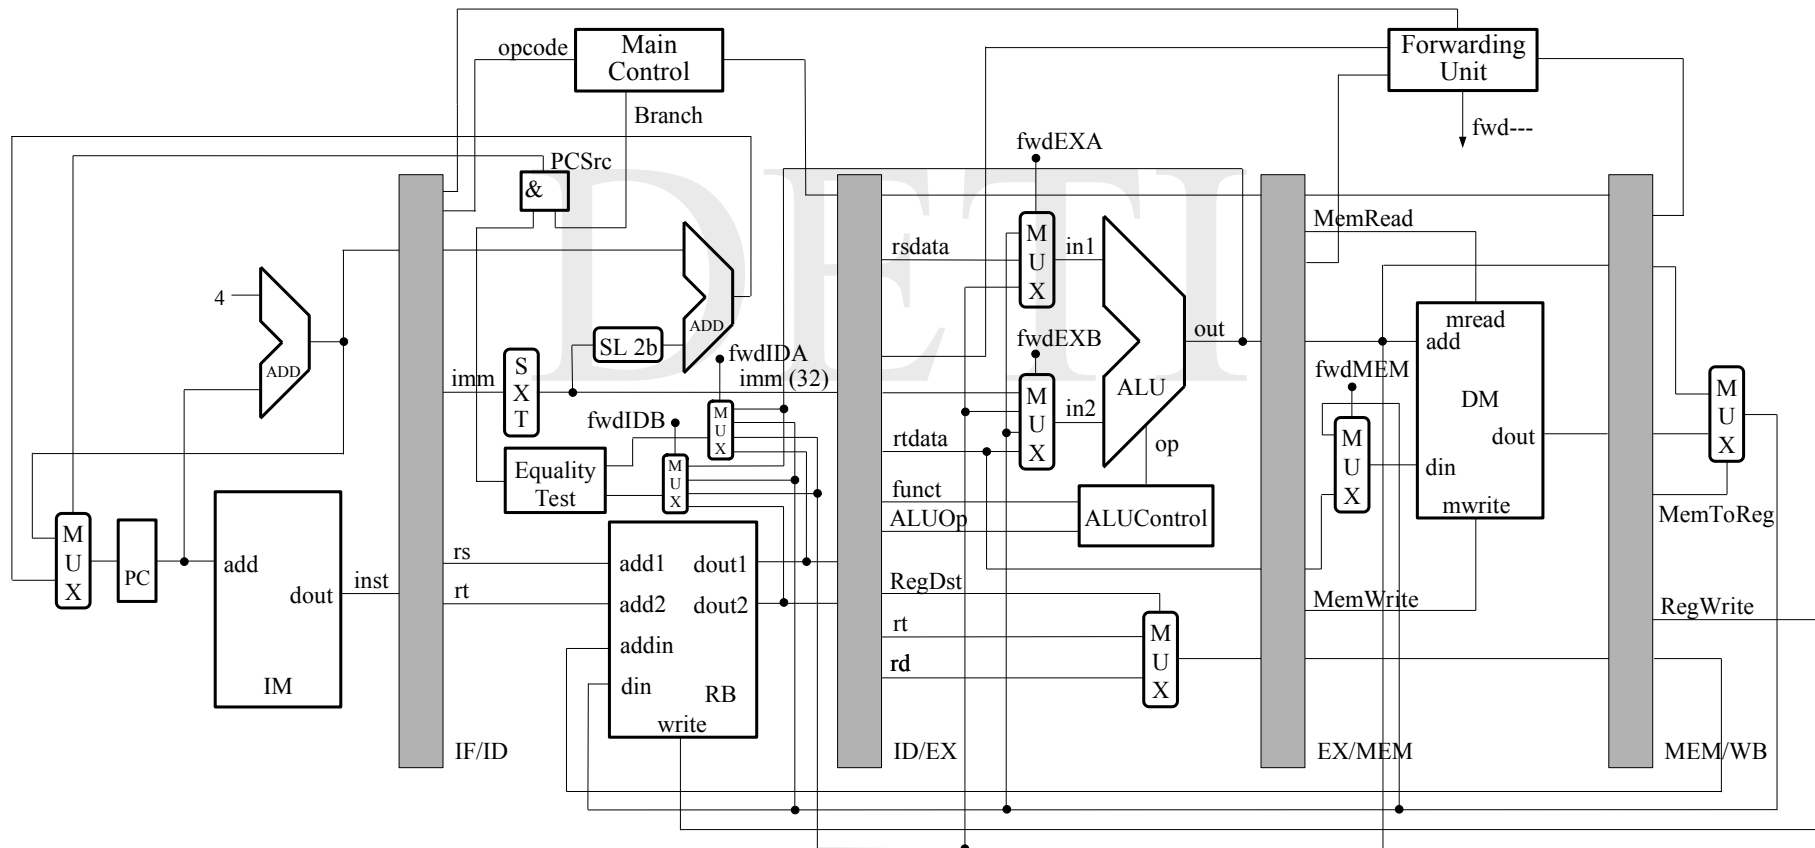 opcode
Main
Control
Forwarding
Unit
Branch
fwd---
fwdEXA
PCSrc
&
DETI
MemRead
M
U
X
in1
rsdata
4
ADD
ADD
SL 2b
out
mread
add
fwdIDA
fwdEXB
fwdMEM
S
X
T
imm
imm (32)
M
U
X
in2
ALU
DM
M
U
X
fwdIDB
M
U
X
rtdata
op
dout
M
U
X
din
Equality
Test
M
U
X
funct
ALUOp
ALUControl
mwrite
MemToReg
M
U
X
PC
add
dout
inst
IM
rs
rt
add1
add2
addin
din
dout1
dout2
RB
write
RegDst
rt
rd
M
U
X
MemWrite
RegWrite
IF/ID
ID/EX
EX/MEM
MEM/WB